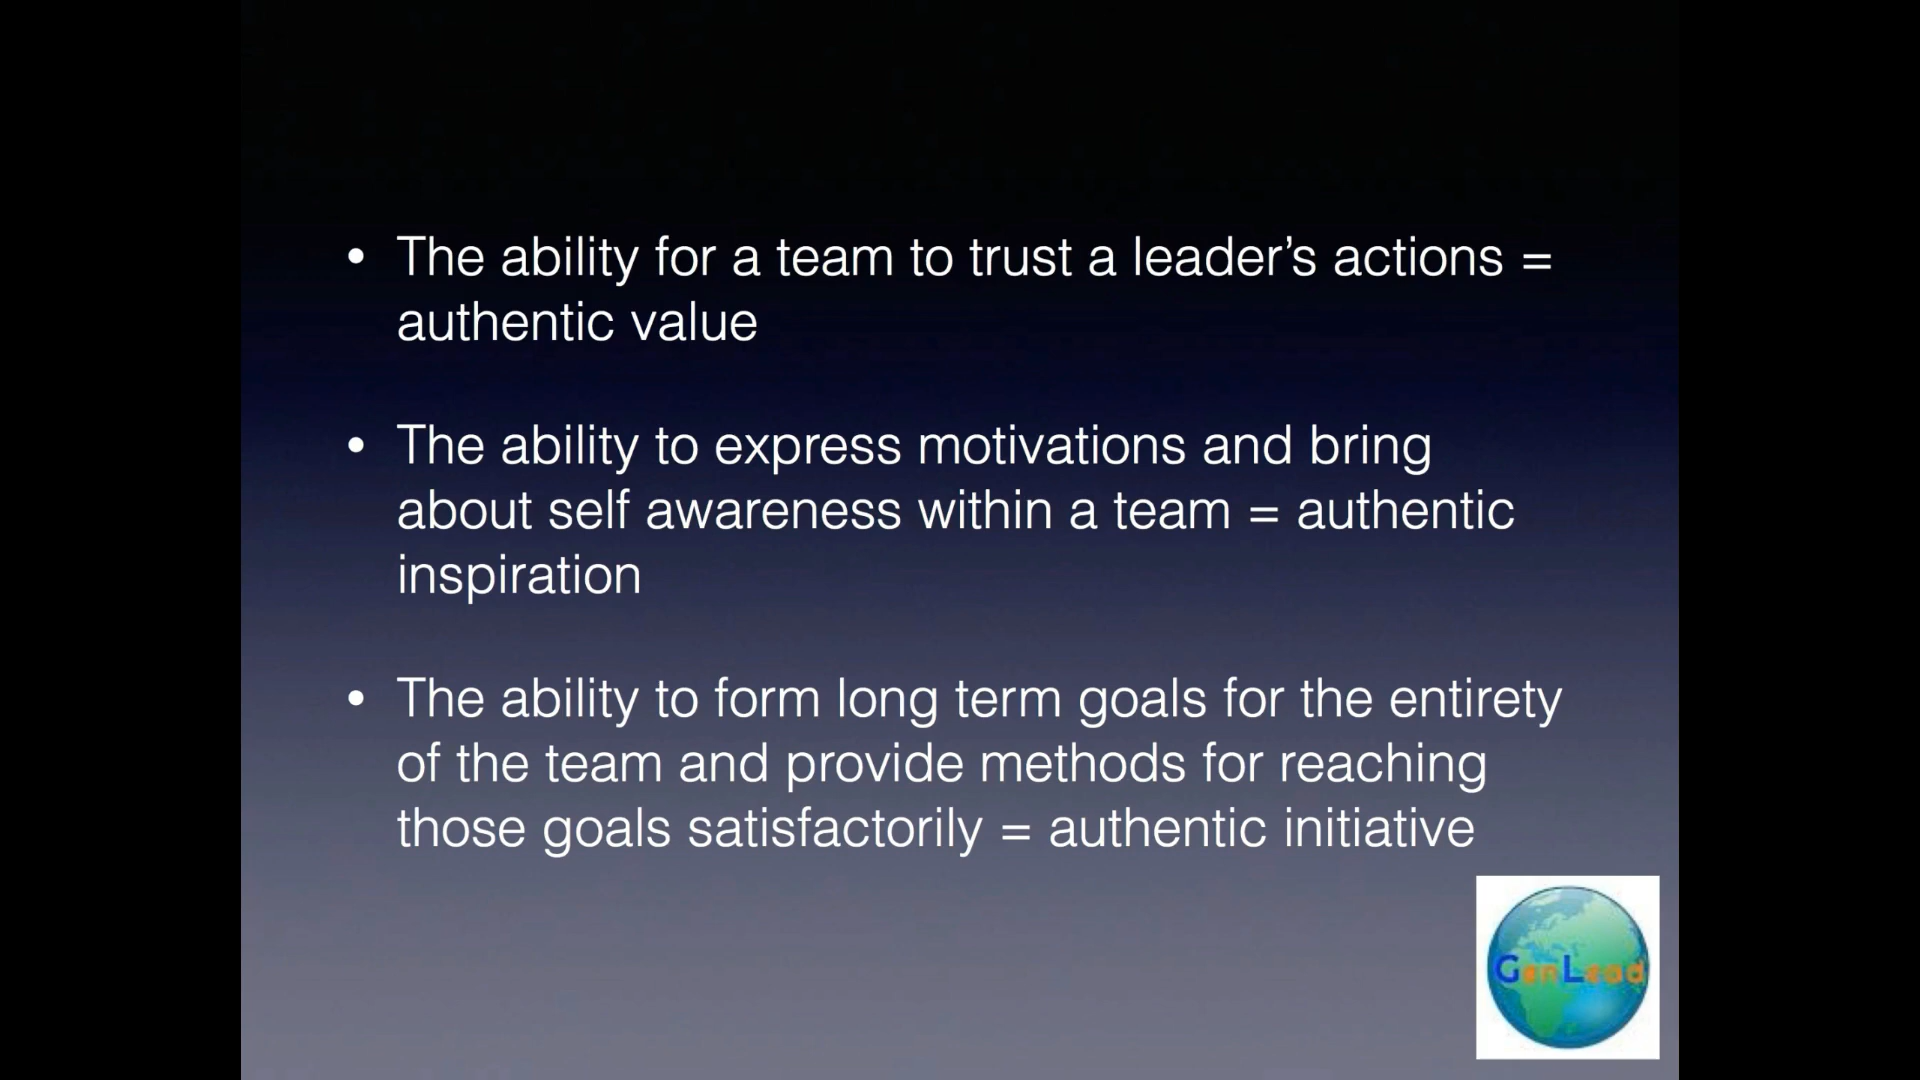 • The ability for a team to trust a leader’s actions =
authentic value
• The ability to express motivations and bring
about self awareness within a team = authentic
inspiration
• The ability to form long term goals for the entirety
of the team and provide methods for reaching
those goals satisfactorily = authentic initiative
GenLead